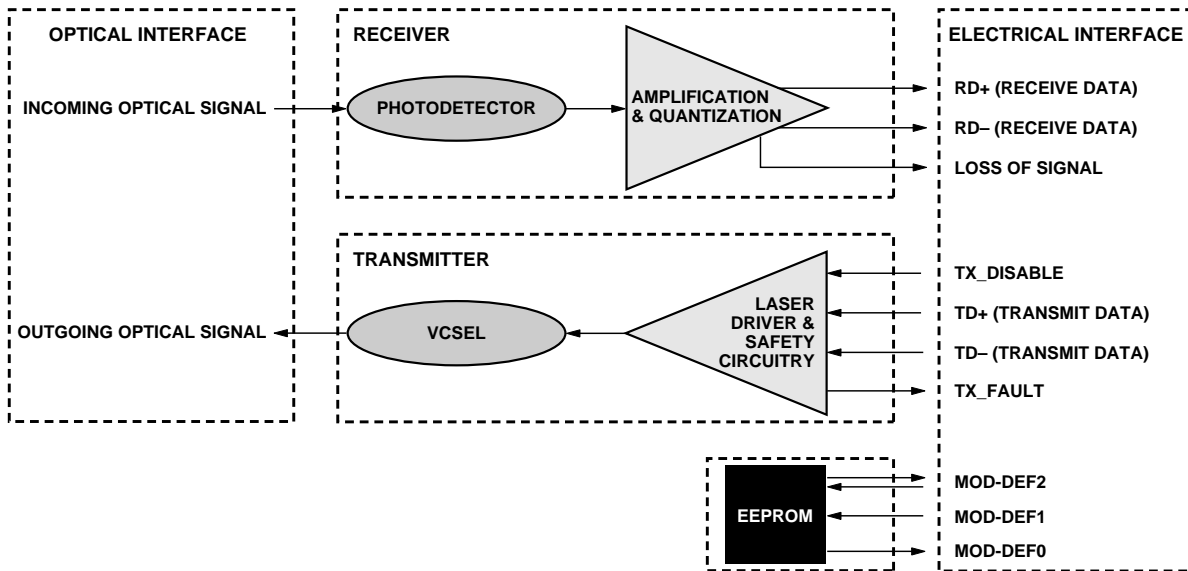 OPTICAL INTERFACE
RECEIVER
ELECTRICAL INTERFACE
INCOMING OPTICAL SIGNAL
PHOTODETECTOR
AMPLIFICATION
& QUANTIZATION
RD+ (RECEIVE DATA)
RD– (RECEIVE DATA)
LOSS OF SIGNAL
TRANSMITTER
OUTGOING OPTICAL SIGNAL
VCSEL
LASER
DRIVER &
SAFETY
CIRCUITRY
TX_DISABLE
TD+ (TRANSMIT DATA)
TD– (TRANSMIT DATA)
TX_FAULT
EEPROM
MOD-DEF2
MOD-DEF1
MOD-DEF0